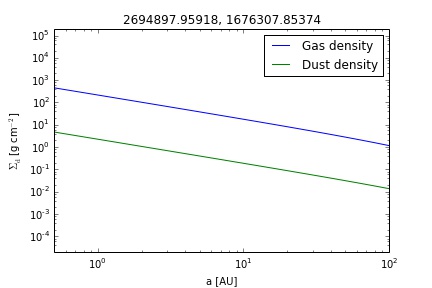 2694897.95918, 1676307.85374
Gas density
Dust density
10^5
10^4
10^3
10^2
10^1
10^0
10^-1
10^-2
10^-3
10^-4
Σ_d [g cm^-2]
10^0 10^1 10^2
a [AU]